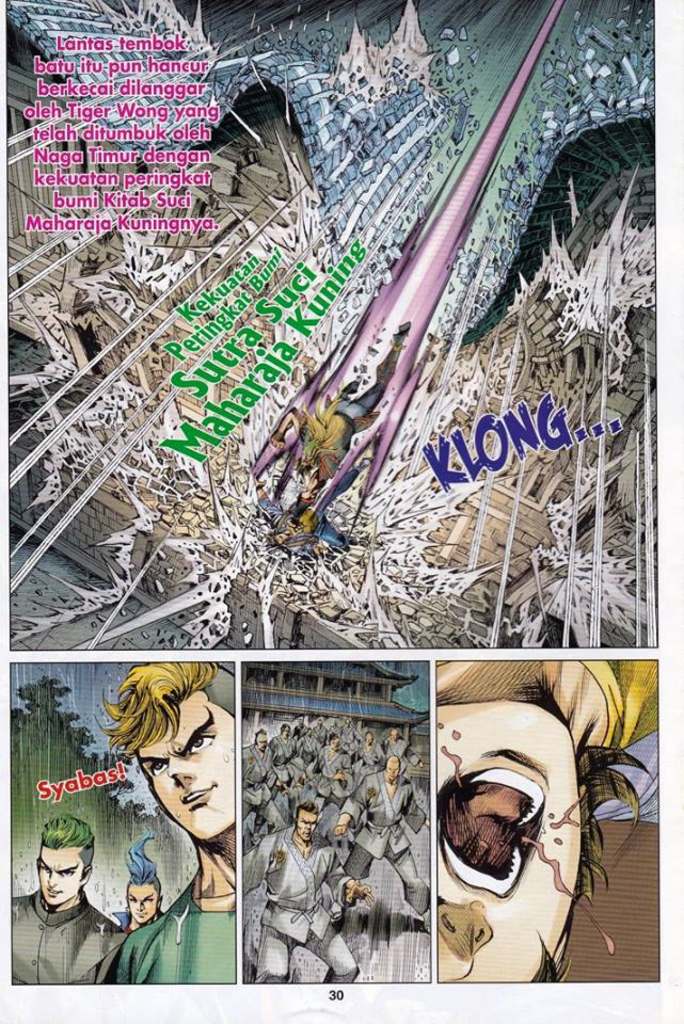 Lantas tembok
batu itu pun hancur
berkecai dilanggar
oleh Tiger Wong yang
telah ditumbuk oleh
Naga Timur dengan
kekuatan peringkat
bumi Kitab Suci
Maharaja Kuningnya.
Kekuatan
Peringkat Bumi
Sutra Suci
Maharaja Kuning
KLONG...
Syabas!
30